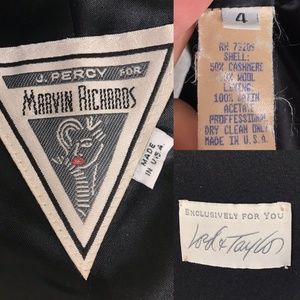 J. PERCY FOR
MARVIN RICHARDS
MADE IN
U.S.A
4
RN 73209
SHELL:
50% CASHMERE
50% WOOL
LINING:
100% SATIN
ACETATE
PROFESSIONAL
DRY CLEAN ONLY
MADE IN U.S.A.
EXCLUSIVELY FOR YOU
Lord & Taylor